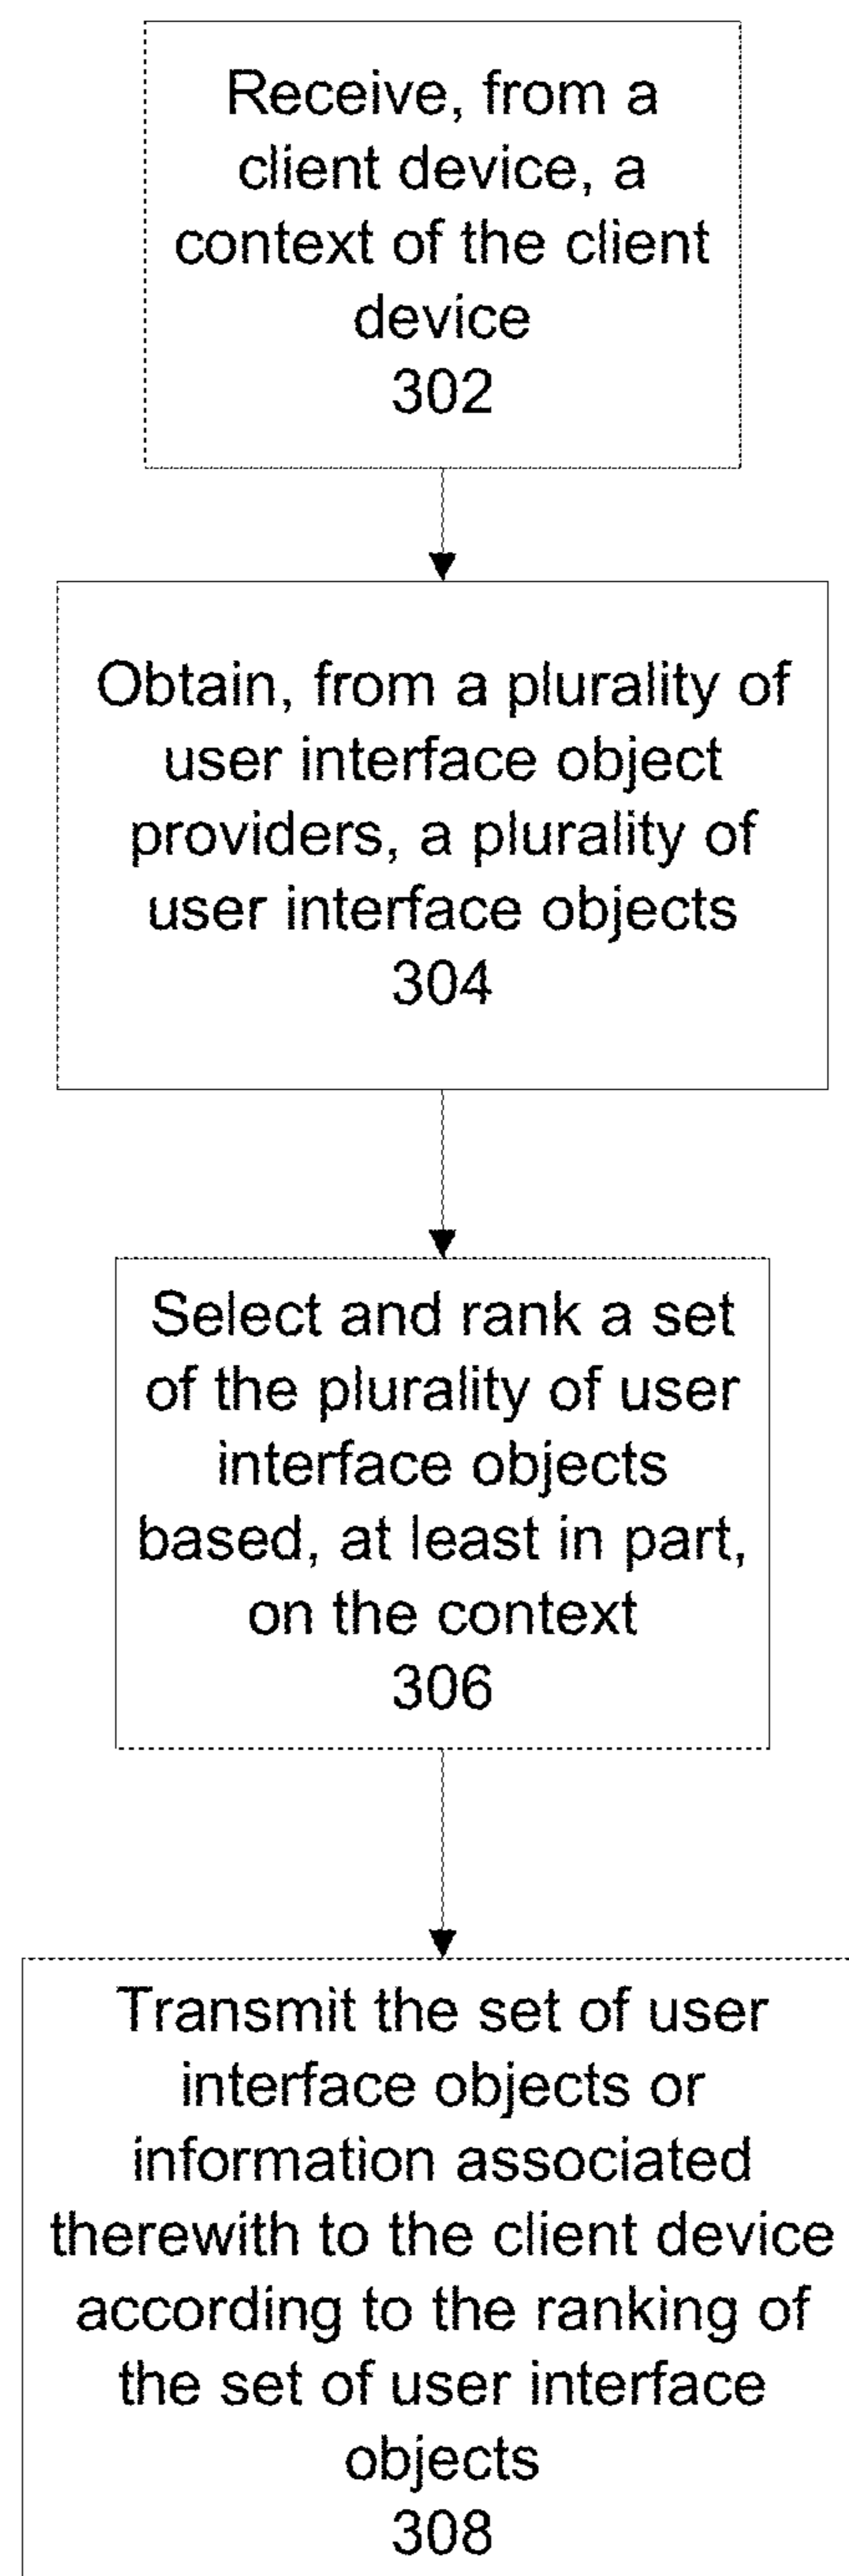 Receive, from a
client device, a
context of the client
device
302
Obtain, from a plurality of
user interface object
providers, a plurality of
user interface objects
304
Select and rank a set
of the plurality of user
interface objects
based, at least in part,
on the context
306
Transmit the set of user
interface objects or
information associated
therewith to the client device
according to the ranking of
the set of user interface
objects
308